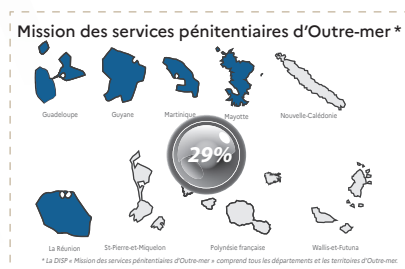 Mission des services pénitentiaires d'Outre-mer *
Guadeloupe Guyane Martinique Mayotte Nouvelle-Calédonie
29%
La Réunion St-Pierre-et-Miquelon Polynésie française Wallis-et-Futuna
* La DISP « Mission des services pénitentiaires d'Outre-mer » comprend tous les départements et les territoires d'Outre-mer.